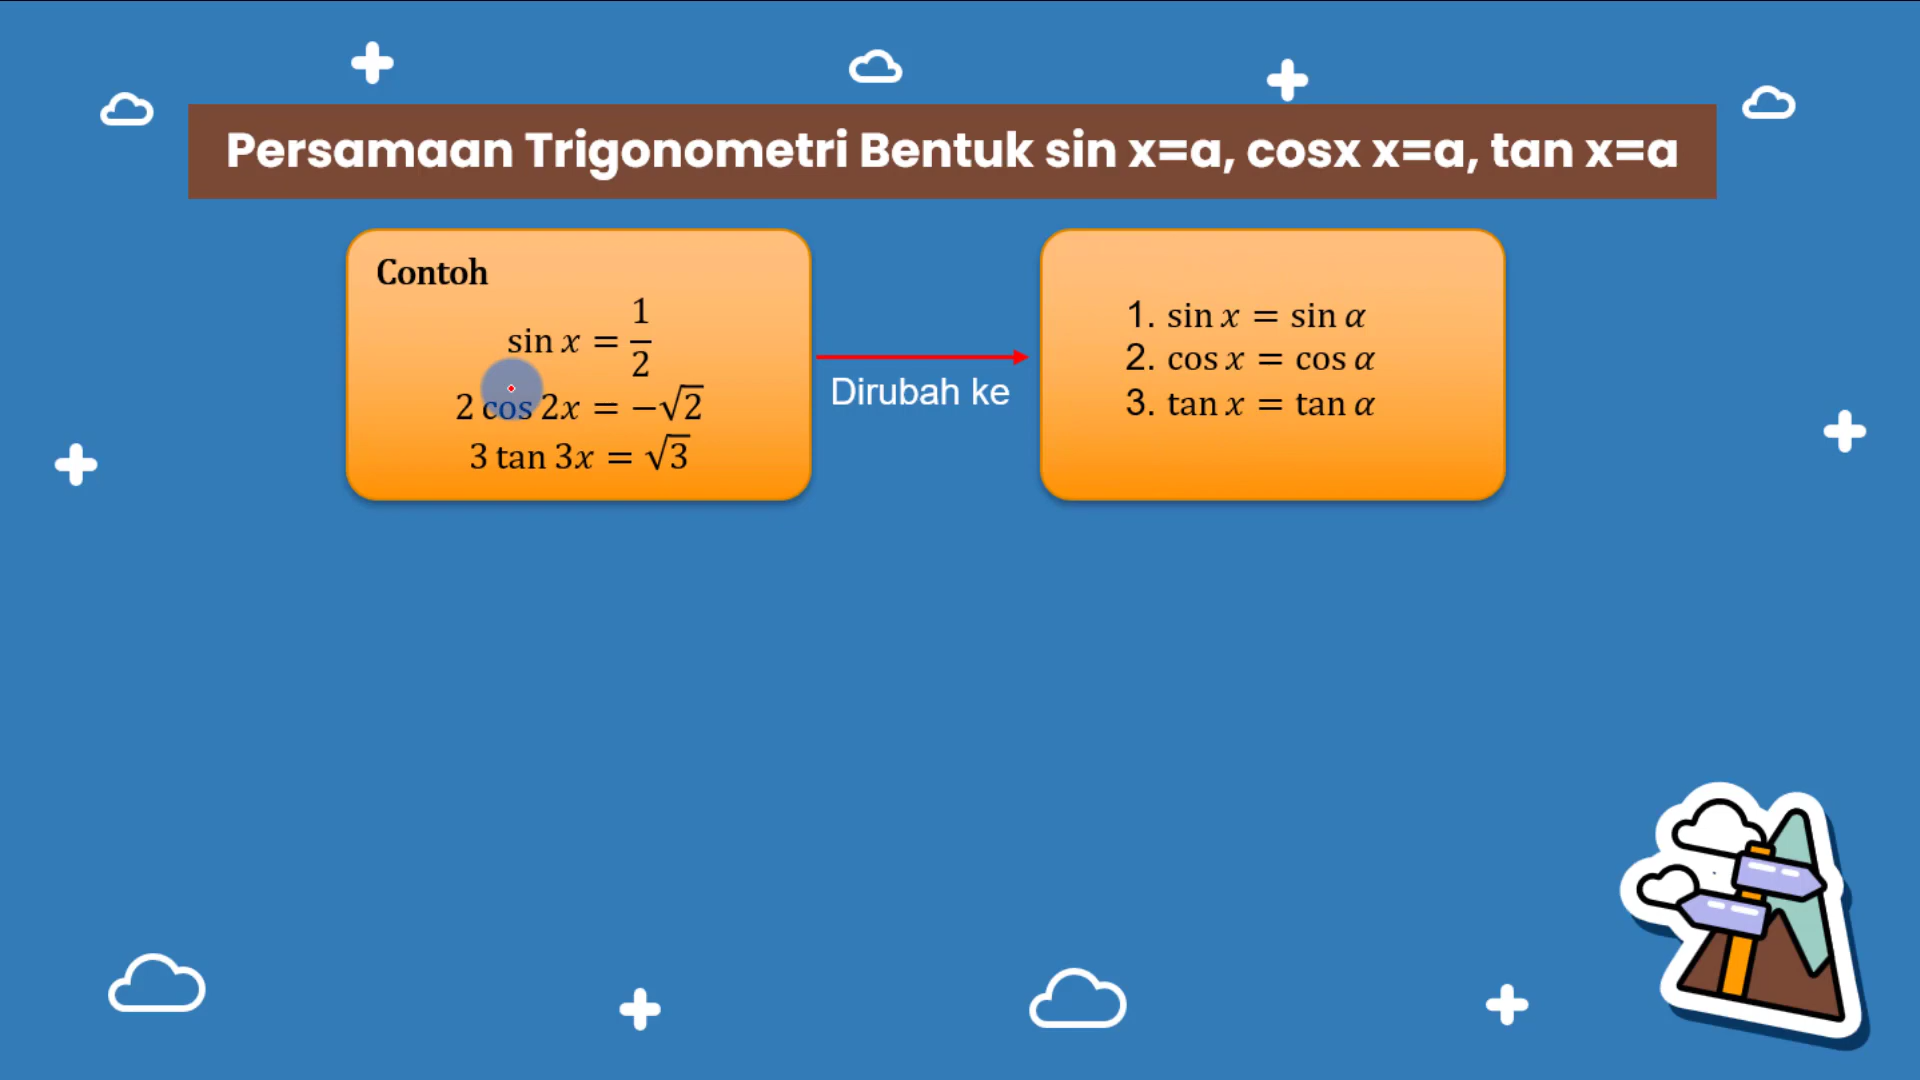 Persamaan Trigonometri Bentuk sin x=a, cosx x=a, tan x=a
Contoh
sin x = 1/2
2 cos 2x = −√2
3 tan 3x = √3
Dirubah ke
1. sin x = sin α
2. cos x = cos α
3. tan x = tan α